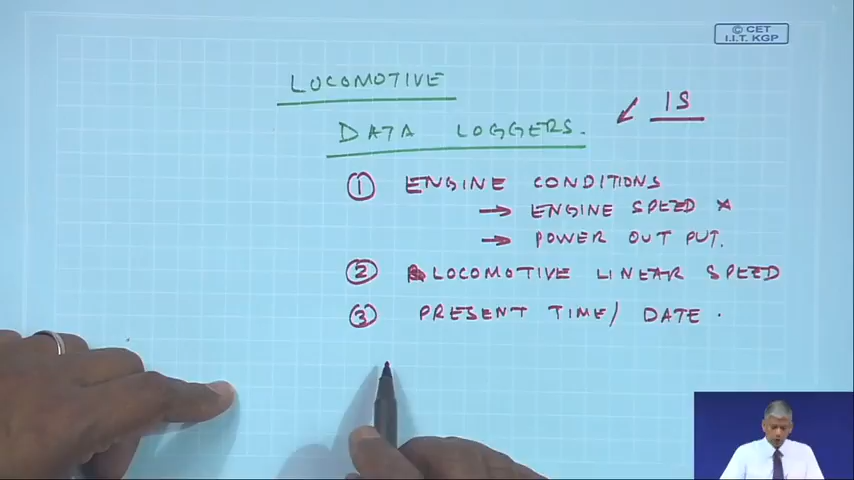 © CET
I.I.T. KGP
LOCOMOTIVE
DATA LOGGERS.
IS
① ENGINE CONDITIONS
→ ENGINE SPEED
→ POWER OUT PUT.
② LOCOMOTIVE LINEAR SPEED
③ PRESENT TIME/ DATE.